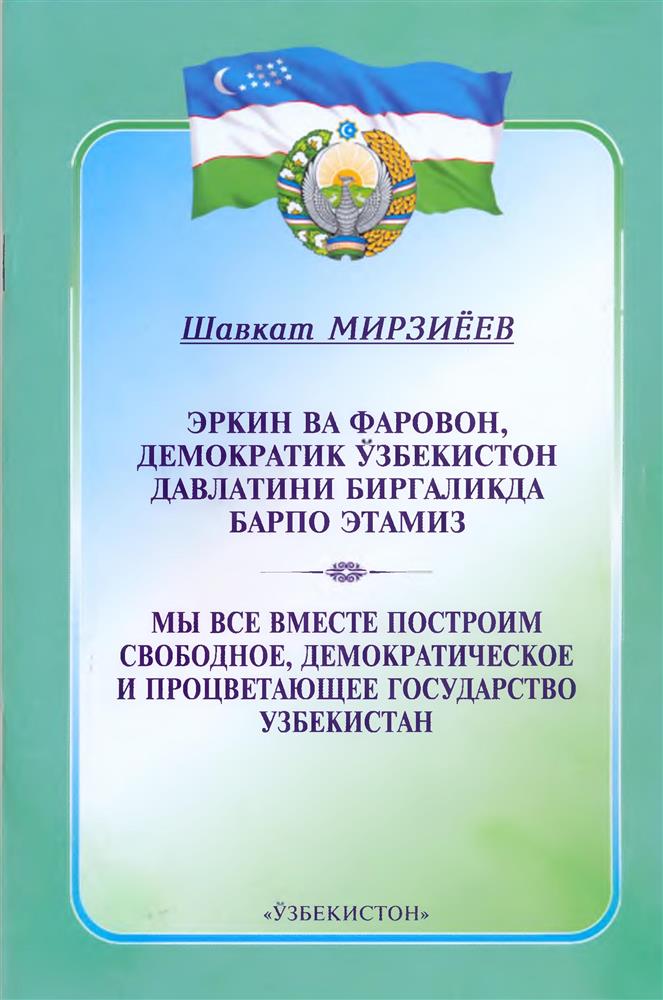 Шавкат МИРЗИЁЕВ
ЭРКИН ВА ФАРОВОН,
ДЕМОКРАТИК ЎЗБЕКИСТОН
ДАВЛАТИНИ БИРГАЛИКДА
БАРПО ЭТАМИЗ
МЫ ВСЕ ВМЕСТЕ ПОСТРОИМ
СВОБОДНОЕ, ДЕМОКРАТИЧЕСКОЕ
И ПРОЦВЕТАЮЩЕЕ ГОСУДАРСТВО
УЗБЕКИСТАН
«ЎЗБЕКИСТОН»